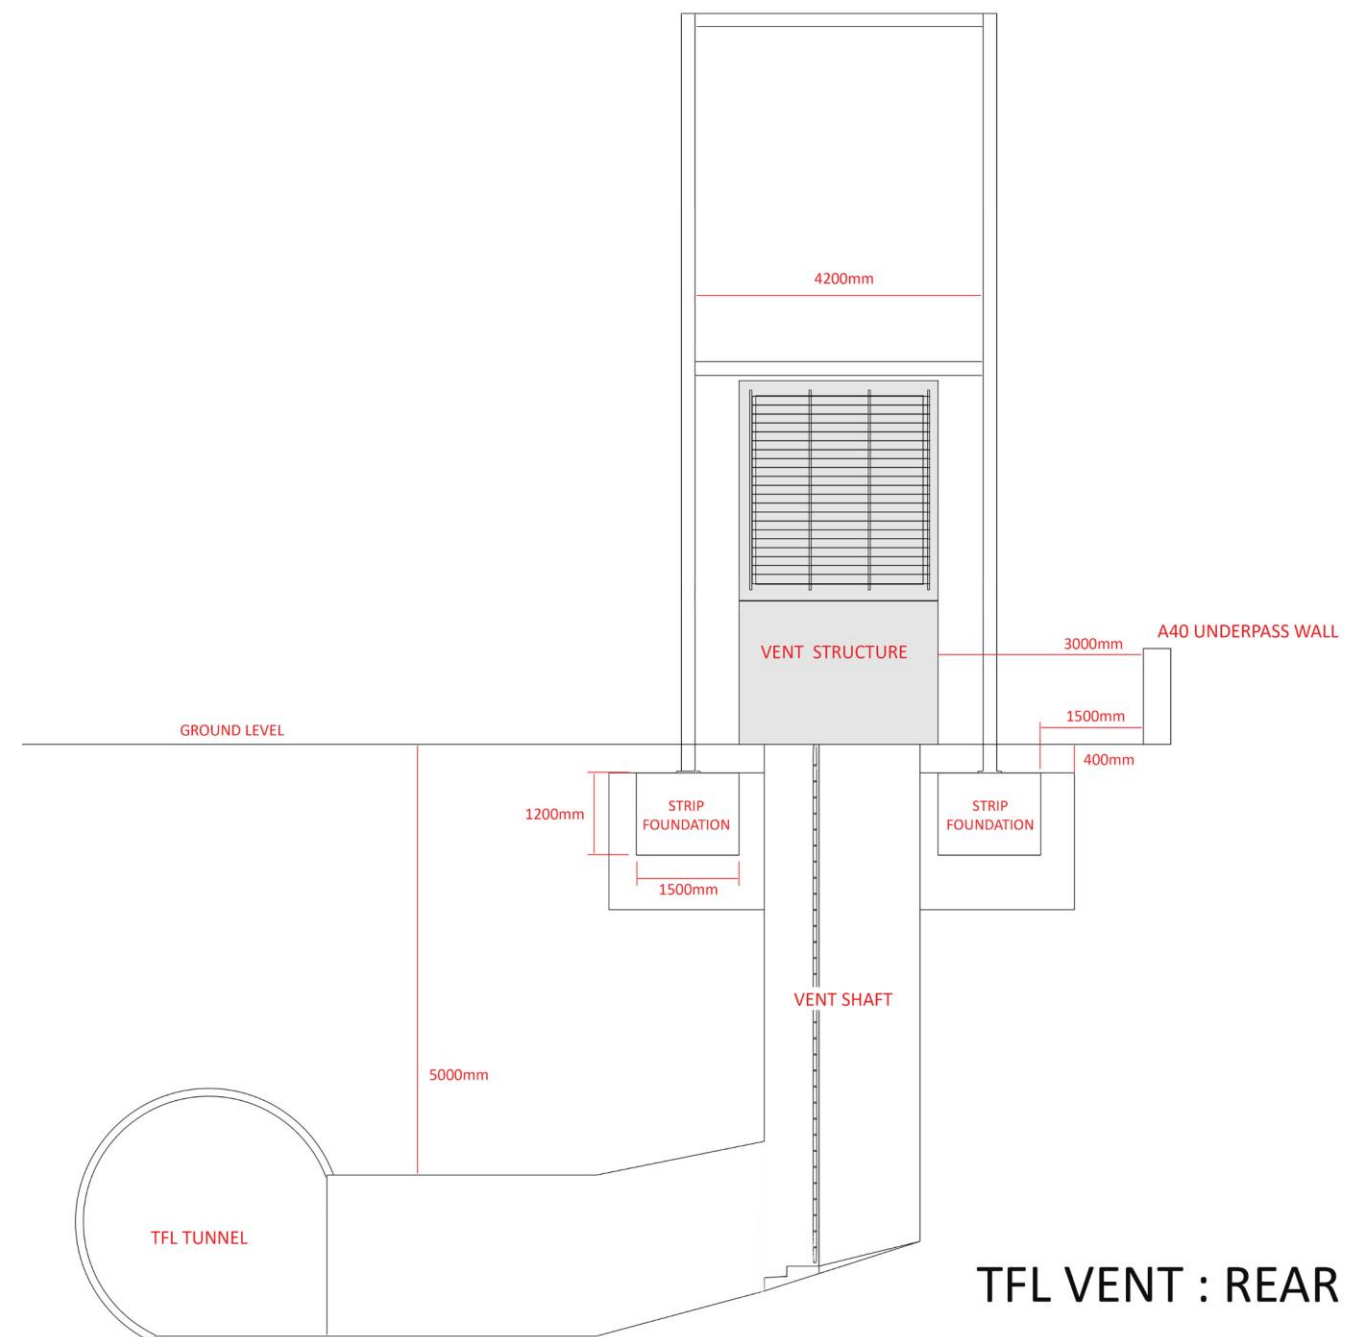 4200mm
A40 UNDERPASS WALL
3000mm
VENT STRUCTURE
1500mm
GROUND LEVEL
400mm
1200mm
STRIP
FOUNDATION
STRIP
FOUNDATION
1500mm
VENT SHAFT
5000mm
TFL TUNNEL
TFL VENT : REAR